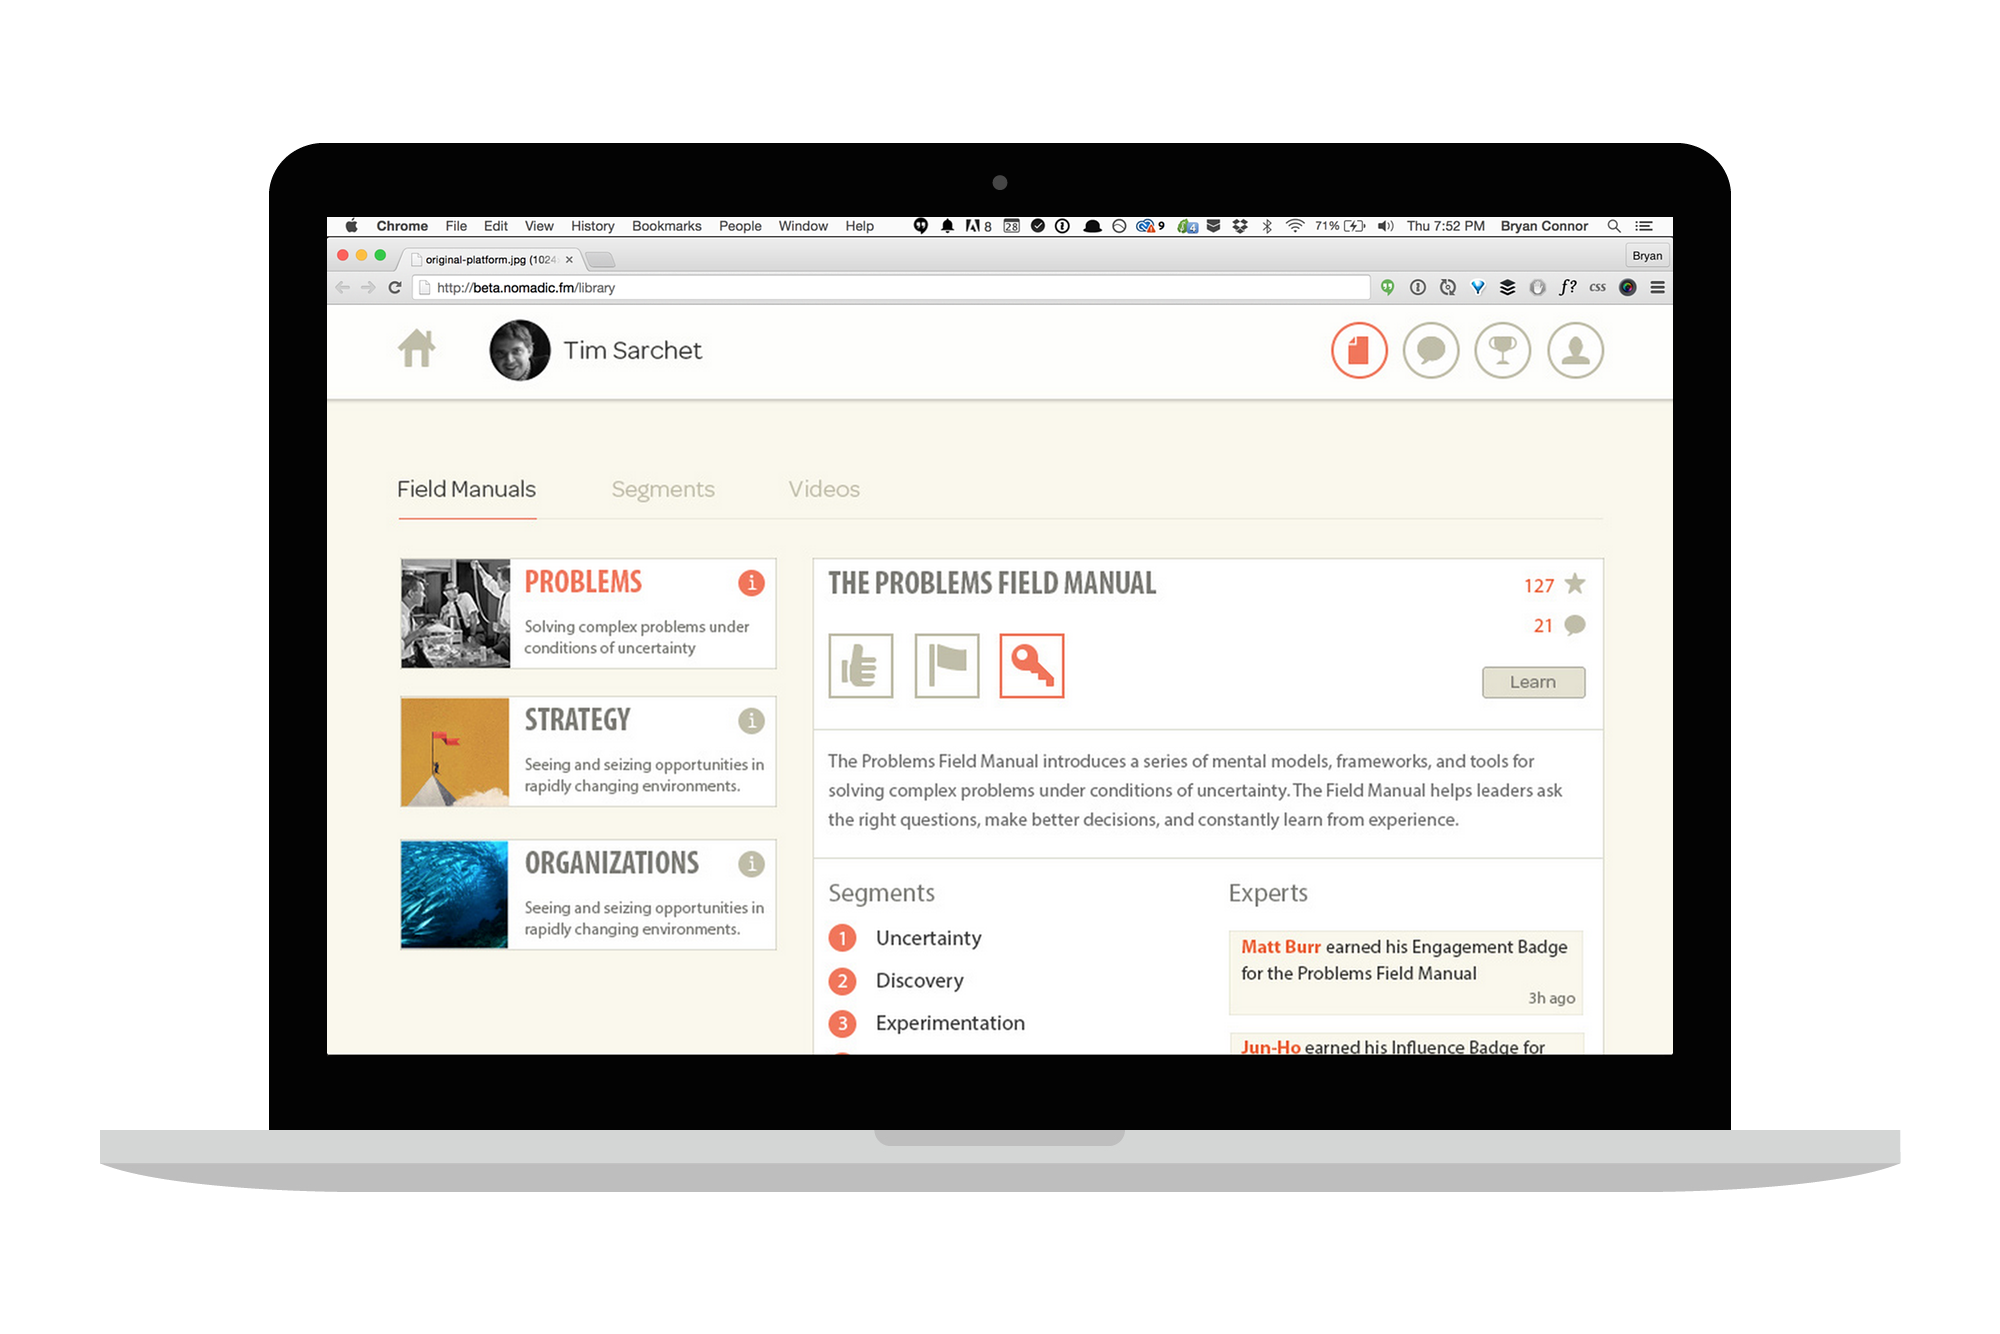 Chrome File Edit View History Bookmarks People Window Help 8 28 9 4 71% Thu 7:52 PM Bryan Connor
original-platform.jpg (1024 Bryan
http://beta.nomadic.fm/library f? css
Tim Sarchet
Field Manuals Segments Videos
PROBLEMS
Solving complex problems under
conditions of uncertainty
STRATEGY
Seeing and seizing opportunities in
rapidly changing environments.
ORGANIZATIONS
Seeing and seizing opportunities in
rapidly changing environments.
THE PROBLEMS FIELD MANUAL
127
21
Learn
The Problems Field Manual introduces a series of mental models, frameworks, and tools for
solving complex problems under conditions of uncertainty. The Field Manual helps leaders ask
the right questions, make better decisions, and constantly learn from experience.
Segments
1 Uncertainty
2 Discovery
3 Experimentation
Experts
Matt Burr earned his Engagement Badge
for the Problems Field Manual
3h ago
Jun-Ho earned his Influence Badge for